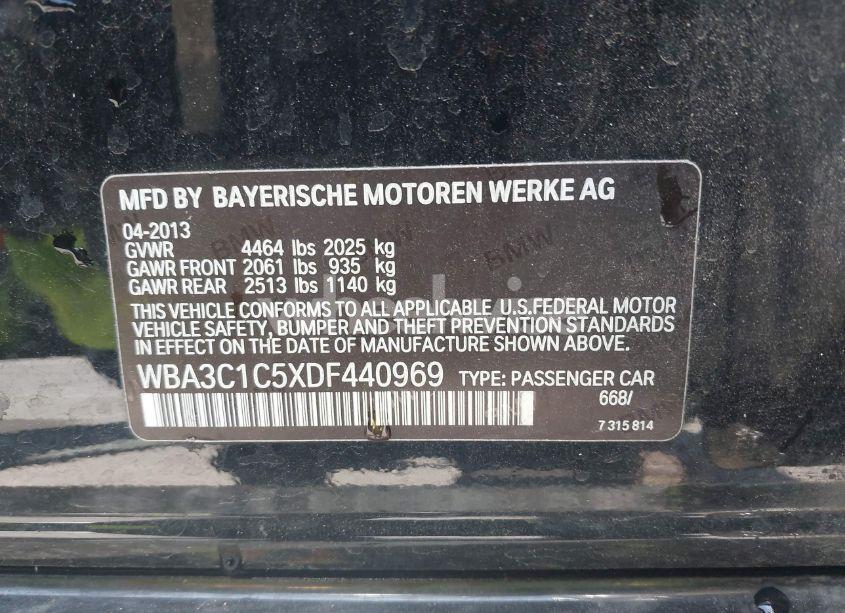 MFD BY BAYERISCHE MOTOREN WERKE AG
04-2013
GVWR 4464 lbs 2025 kg
GAWR FRONT 2061 lbs 935 kg
GAWR REAR 2513 lbs 1140 kg
THIS VEHICLE CONFORMS TO ALL APPLICABLE U.S.FEDERAL MOTOR
VEHICLE SAFETY, BUMPER AND THEFT PREVENTION STANDARDS
IN EFFECT ON THE DATE OF MANUFACTURE SHOWN ABOVE.
WBA3C1C5XDF440969 TYPE: PASSENGER CAR
668/
7 315 814